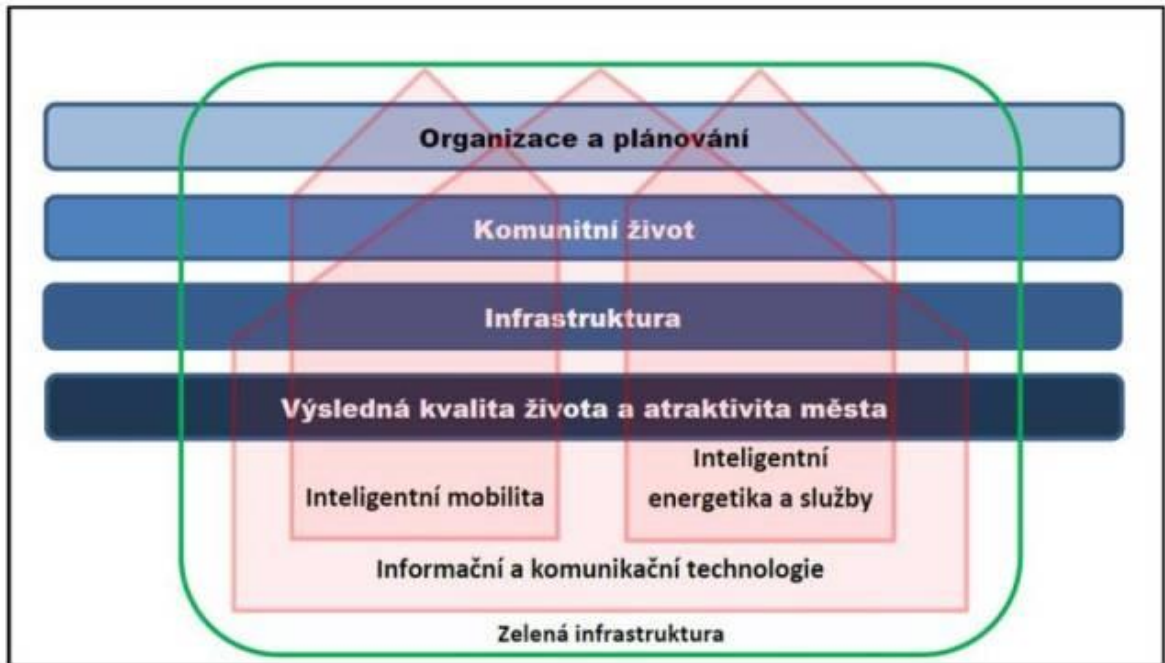 Organizace a plánování
Komunitní život
Infrastruktura
Výsledná kvalita života a atraktivita města
Inteligentní mobilita
Inteligentní
energetika a služby
Informační a komunikační technologie
Zelená infrastruktura